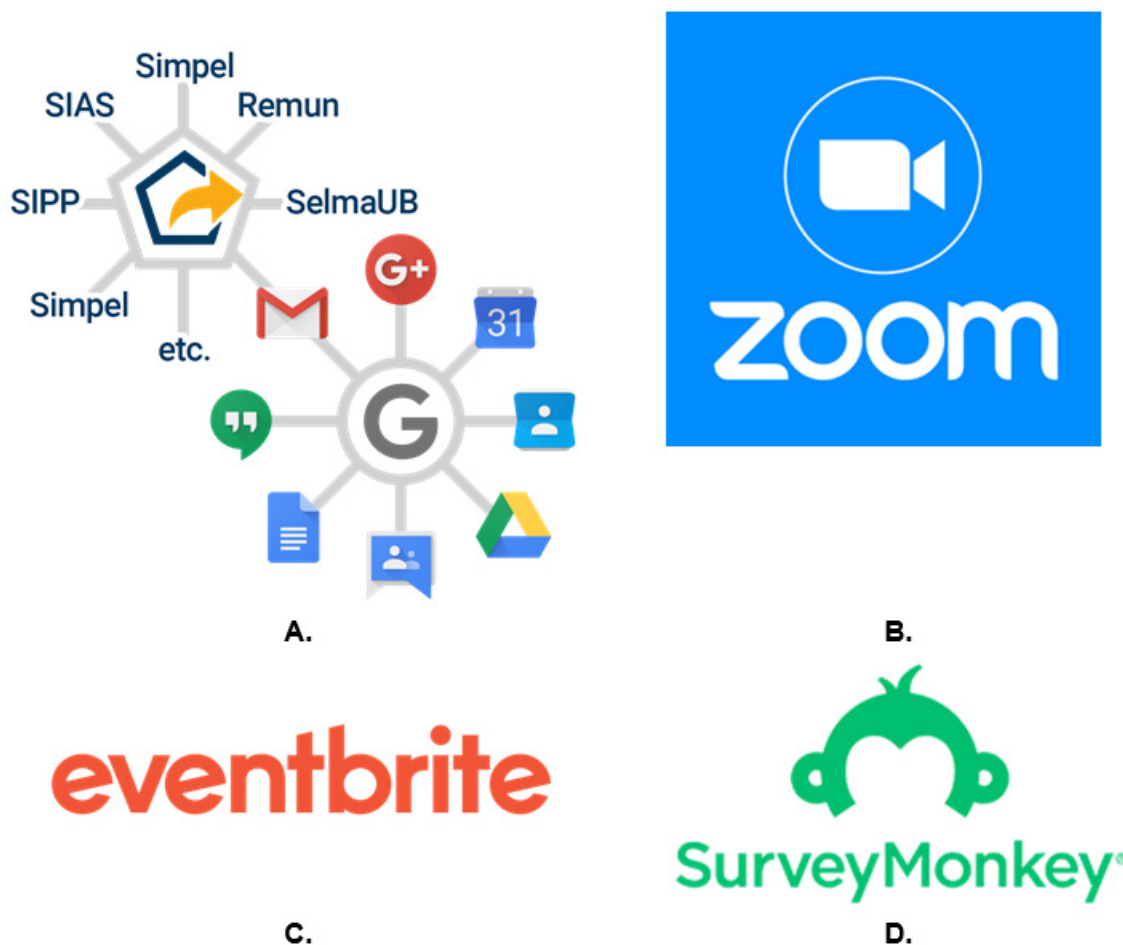 Simpel
SIAS
Remun
SIPP
SelmaUB
Simpel
etc.
G+
31
G
A.
zoom
B.
eventbrite
C.
SurveyMonkey®
D.